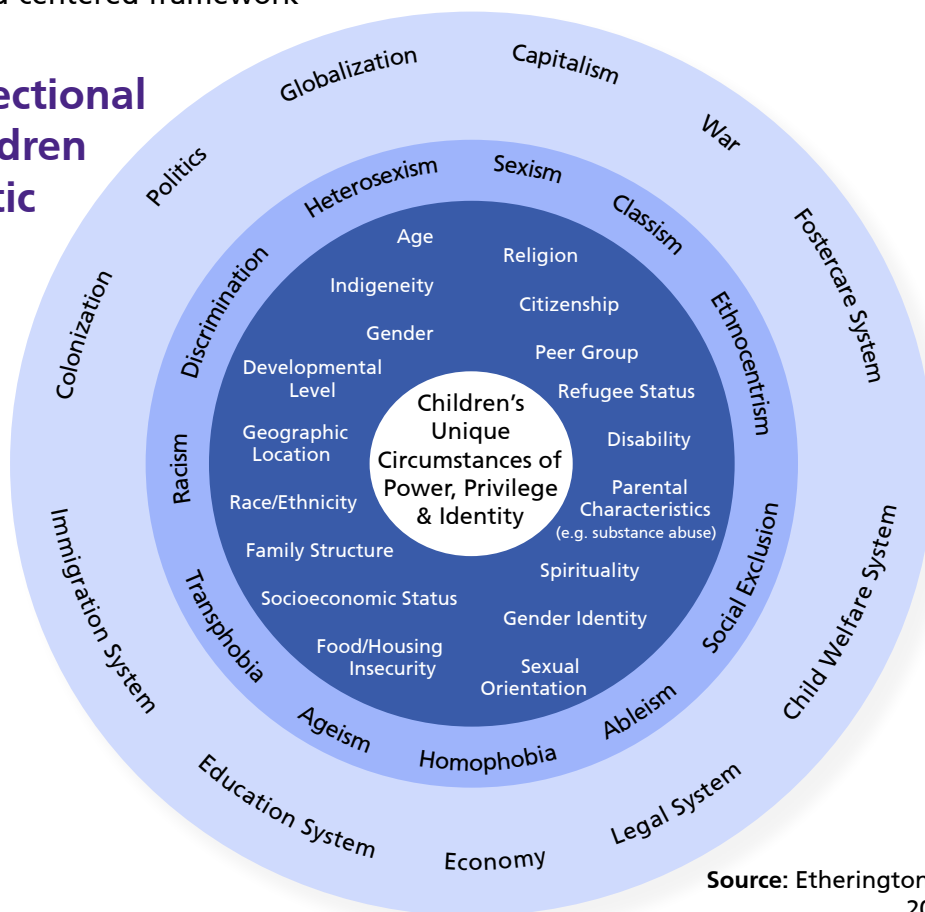 centered framework
Globalization
Capitalism
War
Fostercare System
Child Welfare System
Legal System
Economy
Education System
Immigration System
Colonization
Politics
Heterosexism
Sexism
Classism
Ethnocentrism
Social Exclusion
Ableism
Homophobia
Ageism
Transphobia
Racism
Discrimination
Age
Indigeneity
Gender
Developmental
Level
Geographic
Location
Race/Ethnicity
Family Structure
Socioeconomic Status
Food/Housing
Insecurity
Religion
Citizenship
Peer Group
Refugee Status
Disability
Parental
Characteristics
(e.g. substance abuse)
Spirituality
Gender Identity
Sexual
Orientation
Children's
Unique
Circumstances of
Power, Privilege
& Identity
Source: Etherington
20